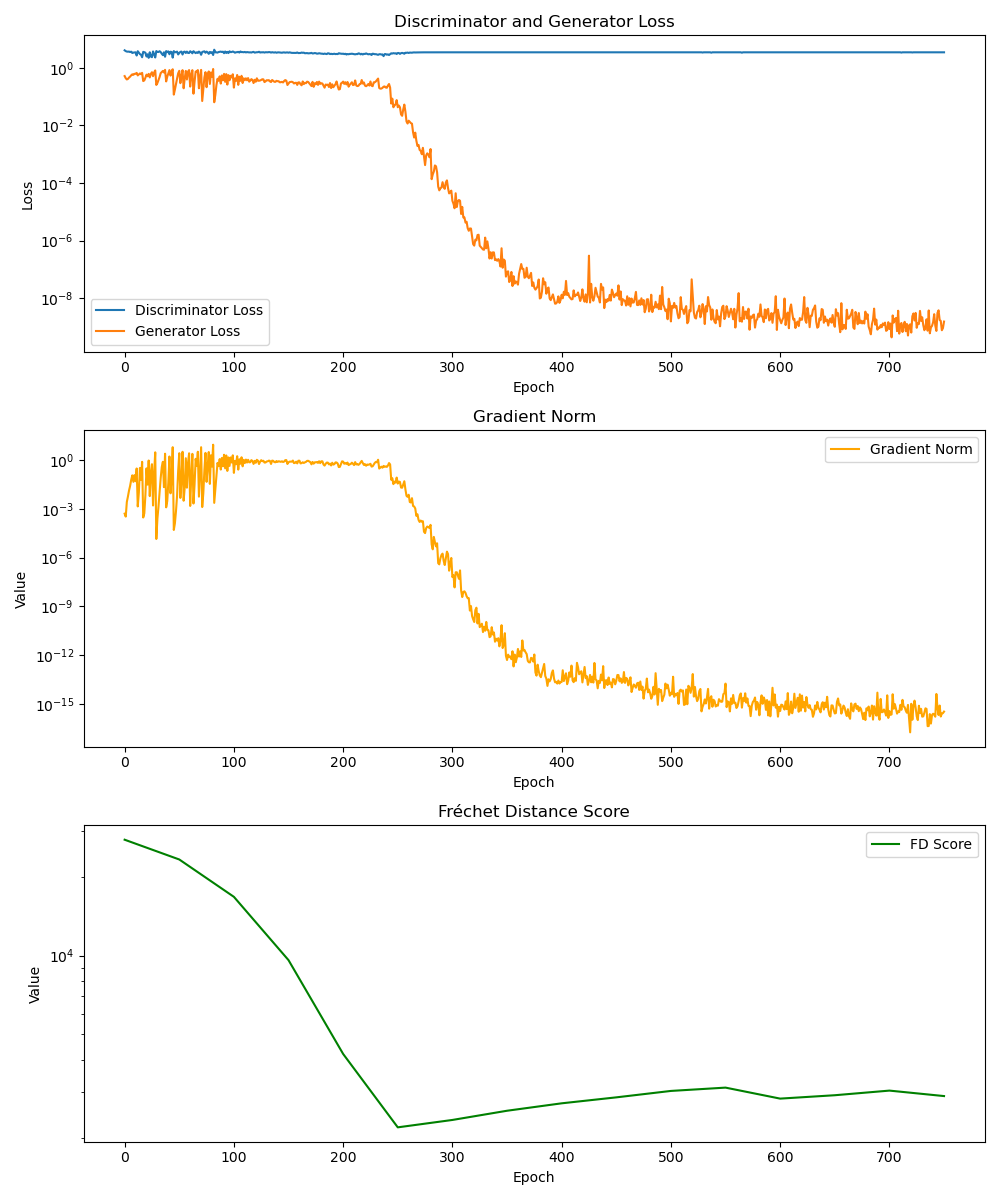 Discriminator and Generator Loss
10^0
10^-2
10^-4
10^-6
10^-8
Loss
Discriminator Loss
Generator Loss
0 100 200 300 400 500 600 700
Epoch
Gradient Norm
Gradient Norm
10^0
10^-3
10^-6
10^-9
10^-12
10^-15
Value
0 100 200 300 400 500 600 700
Epoch
Fréchet Distance Score
FD Score
10^4
Value
0 100 200 300 400 500 600 700
Epoch